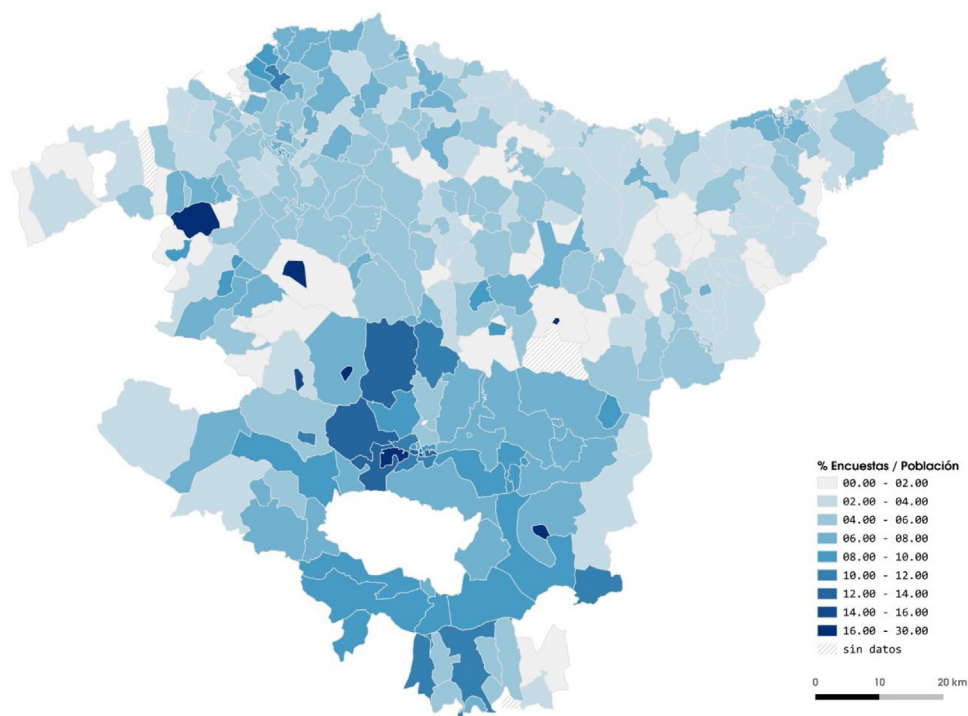 % Encuestas / Población
00.00 - 02.00
02.00 - 04.00
04.00 - 06.00
06.00 - 08.00
08.00 - 10.00
10.00 - 12.00
12.00 - 14.00
14.00 - 16.00
16.00 - 30.00
sin datos
0 10 20 km